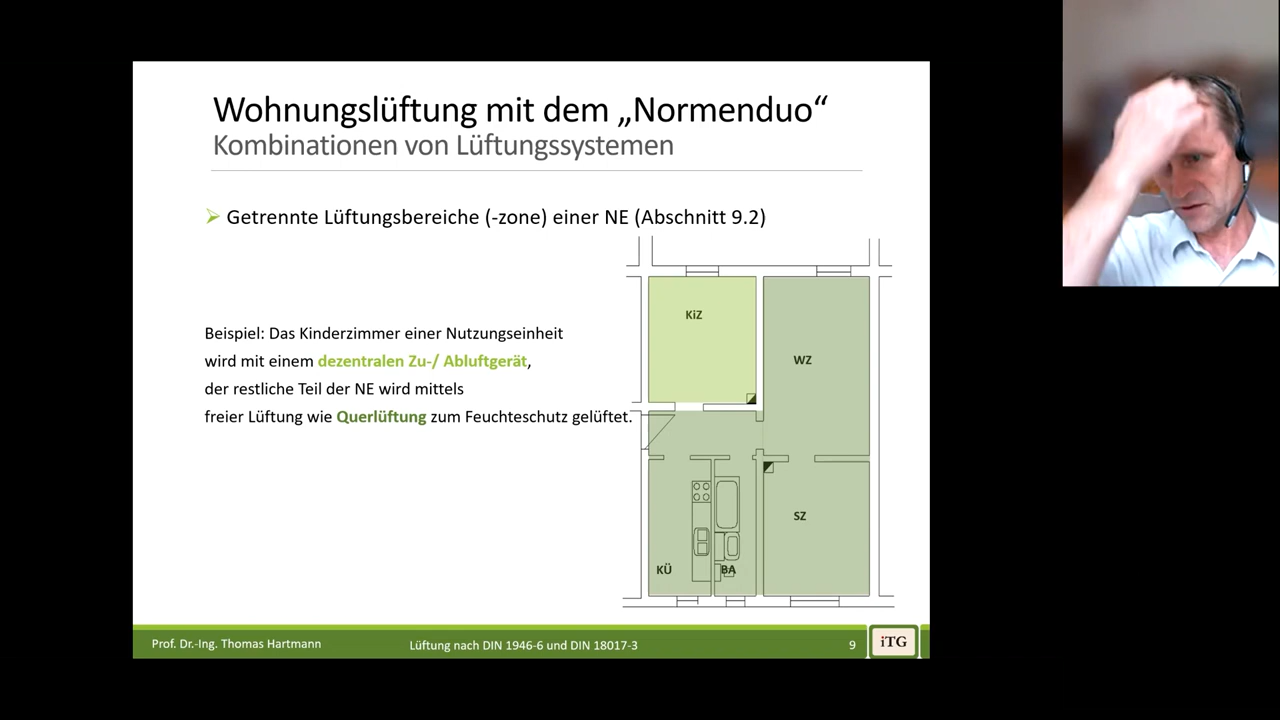 Wohnungslüftung mit dem „Normenduo“
Kombinationen von Lüftungssystemen
Getrennte Lüftungsbereiche (-zone) einer NE (Abschnitt 9.2)
Beispiel: Das Kinderzimmer einer Nutzungseinheit
wird mit einem dezentralen Zu-/ Abluftgerät,
der restliche Teil der NE wird mittels
freier Lüftung wie Querlüftung zum Feuchteschutz gelüftet.
KiZ
WZ
SZ
KÜ
BA
Prof. Dr.-Ing. Thomas Hartmann
Lüftung nach DIN 1946-6 und DIN 18017-3
9
iTG